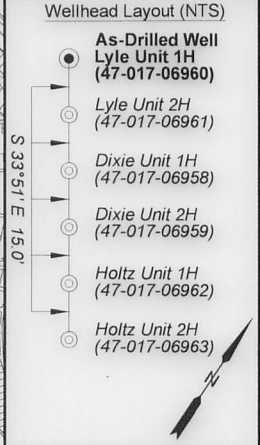 Wellhead Layout (NTS)
As-Drilled Well
Lyle Unit 1H
(47-017-06960)
Lyle Unit 2H
(47-017-06961)
Dixie Unit 1H
(47-017-06958)
Dixie Unit 2H
(47-017-06959)
Holtz Unit 1H
(47-017-06962)
Holtz Unit 2H
(47-017-06963)
S 33°51' E 15.0'
N